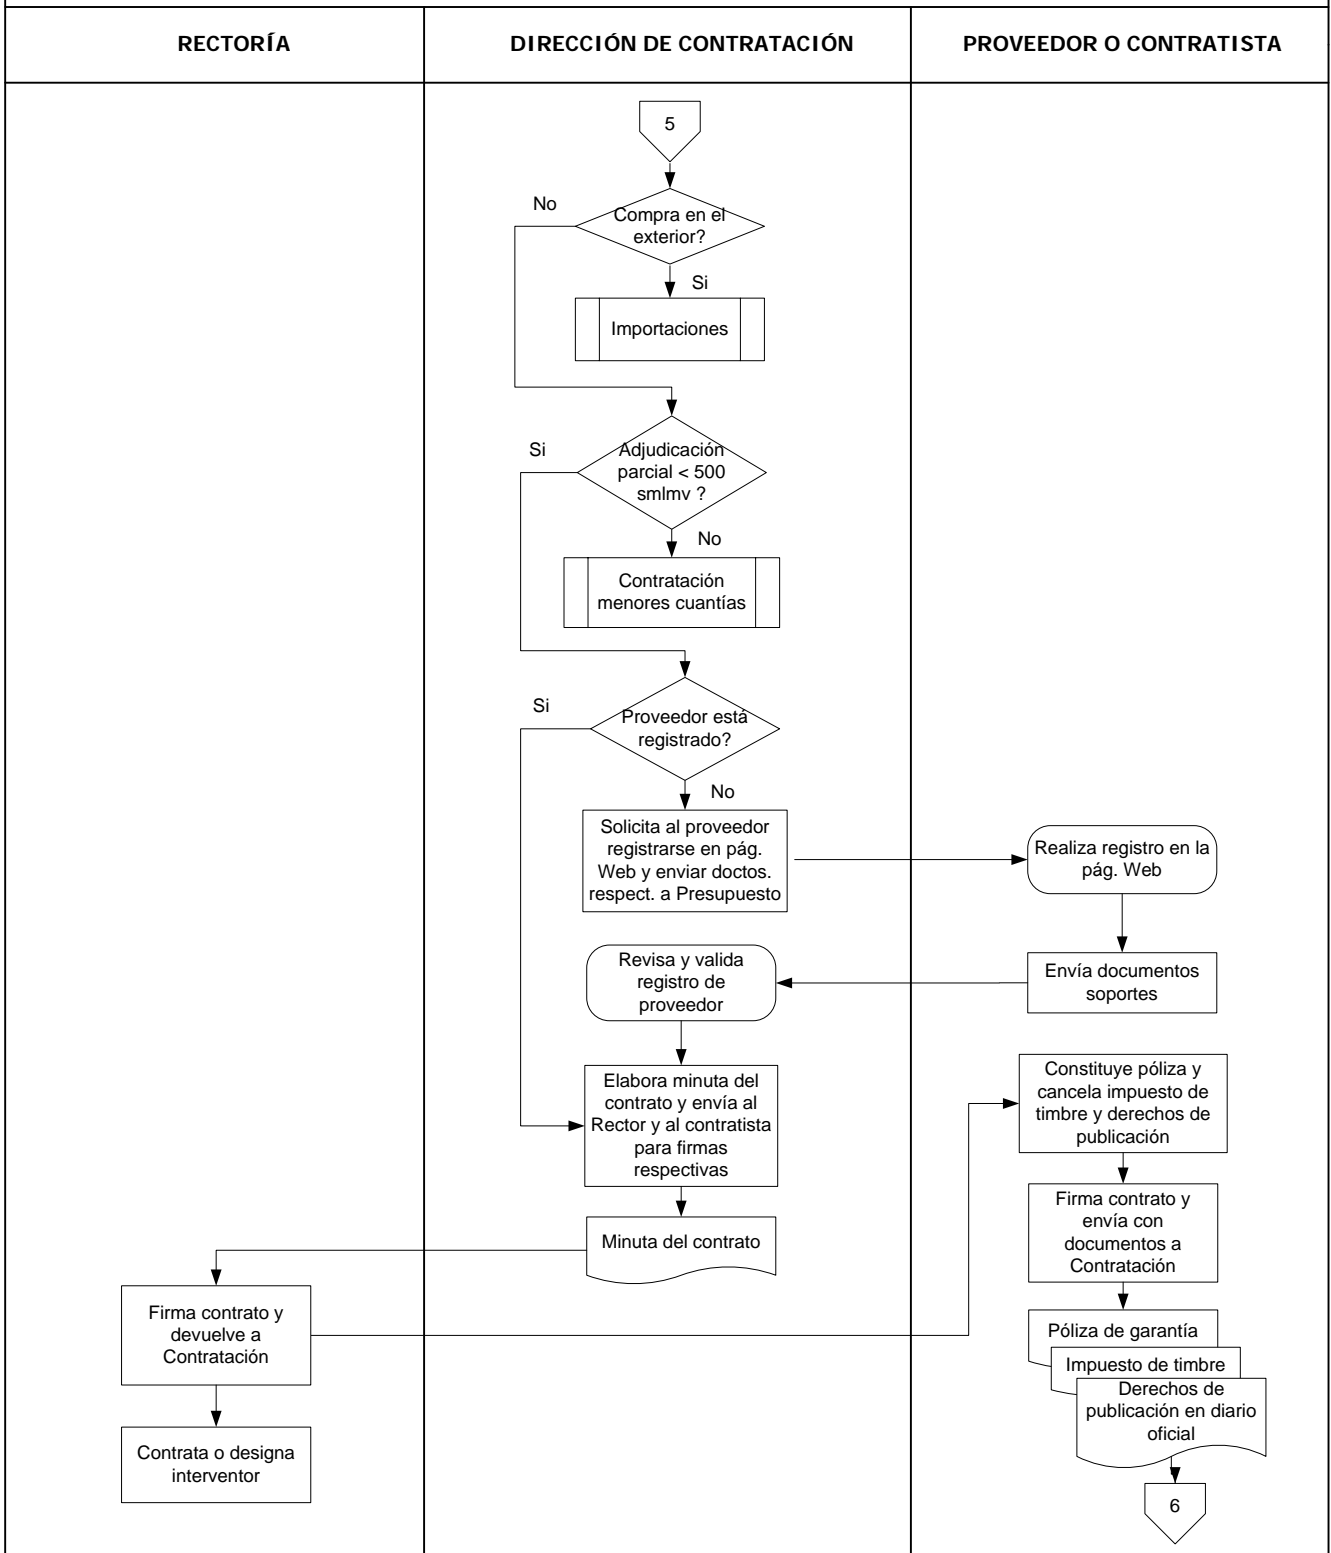 RECTORÍA
DIRECCIÓN DE CONTRATACIÓN
PROVEEDOR O CONTRATISTA
5
No
Compra en el
exterior?
Si
Importaciones
Si
Adjudicación
parcial < 500
smlmv ?
No
Contratación
menores cuantías
Si
Proveedor está
registrado?
No
Solicita al proveedor
registrarse en pág.
Web y enviar doctos.
respect. a Presupuesto
Realiza registro en la
pág. Web
Envía documentos
soportes
Revisa y valida
registro de
proveedor
Elabora minuta del
contrato y envía al
Rector y al contratista
para firmas
respectivas
Minuta del contrato
Firma contrato y
devuelve a
Contratación
Contrata o designa
interventor
Constituye póliza y
cancela impuesto de
timbre y derechos de
publicación
Firma contrato y
envía con
documentos a
Contratación
Póliza de garantía
Impuesto de timbre
Derechos de
publicación en diario
oficial
6